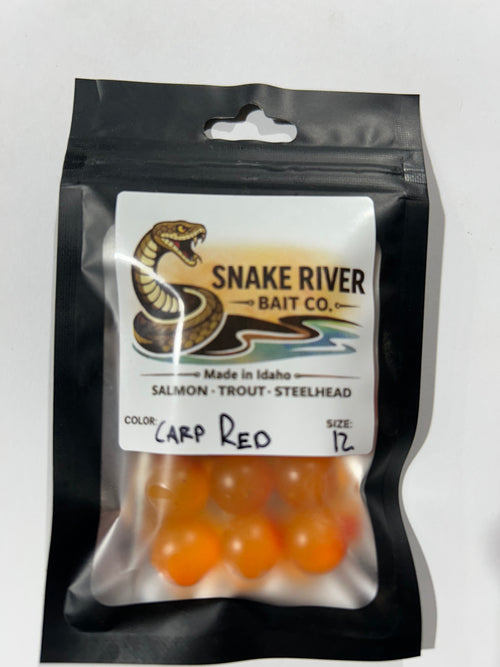 SNAKE RIVER
BAIT CO.
Made in Idaho
SALMON · TROUT · STEELHEAD
COLOR: CARP RED SIZE: 12